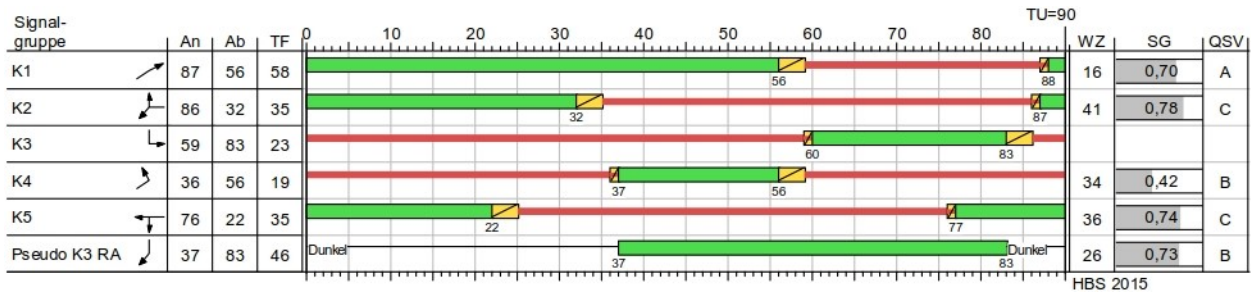 TU=90
Signal-
gruppe An Ab TF 0 10 20 30 40 50 60 70 80 WZ SG QSV
K1 87 56 58 56 88 16 0,70 A
K2 86 32 35 32 87 41 0,78 C
K3 59 83 23 60 83
K4 36 56 19 37 56 34 0,42 B
K5 76 22 35 22 77 36 0,74 C
Pseudo K3 RA 37 83 46 Dunkel 37 83 Dunkel 26 0,73 B
HBS 2015